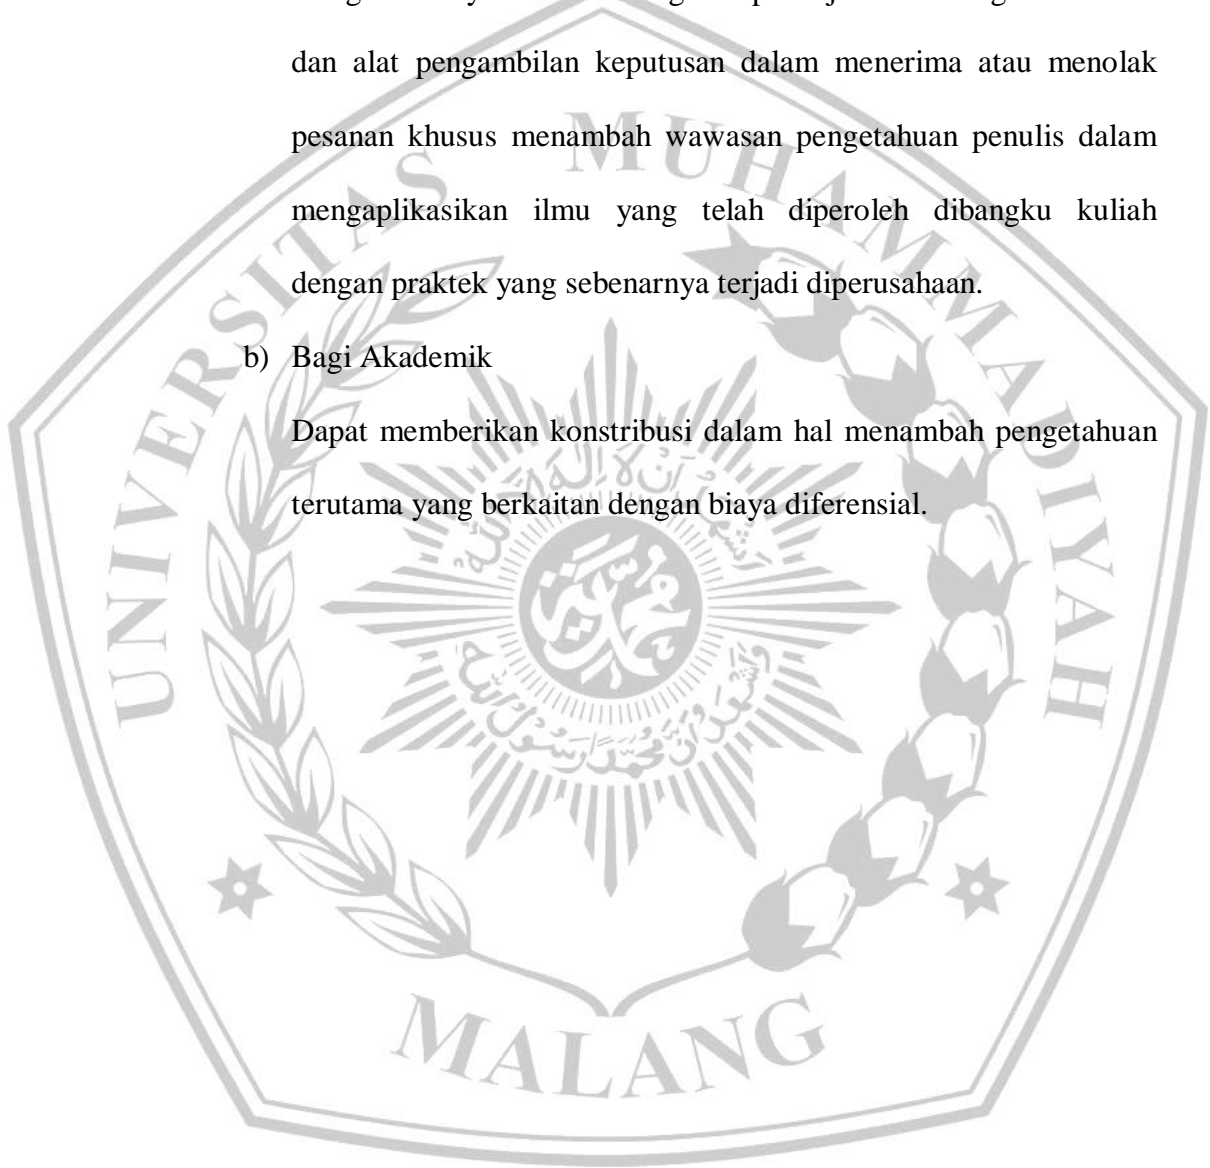 dan alat pengambilan keputusan dalam menerima atau menolak
pesanan khusus menambah wawasan pengetahuan penulis dalam
mengaplikasikan ilmu yang telah diperoleh dibangku kuliah
dengan praktek yang sebenarnya terjadi diperusahaan.
b) Bagi Akademik
Dapat memberikan konstribusi dalam hal menambah pengetahuan
terutama yang berkaitan dengan biaya diferensial.
UNIVERSITAS MUHAMMADIYAH
MALANG